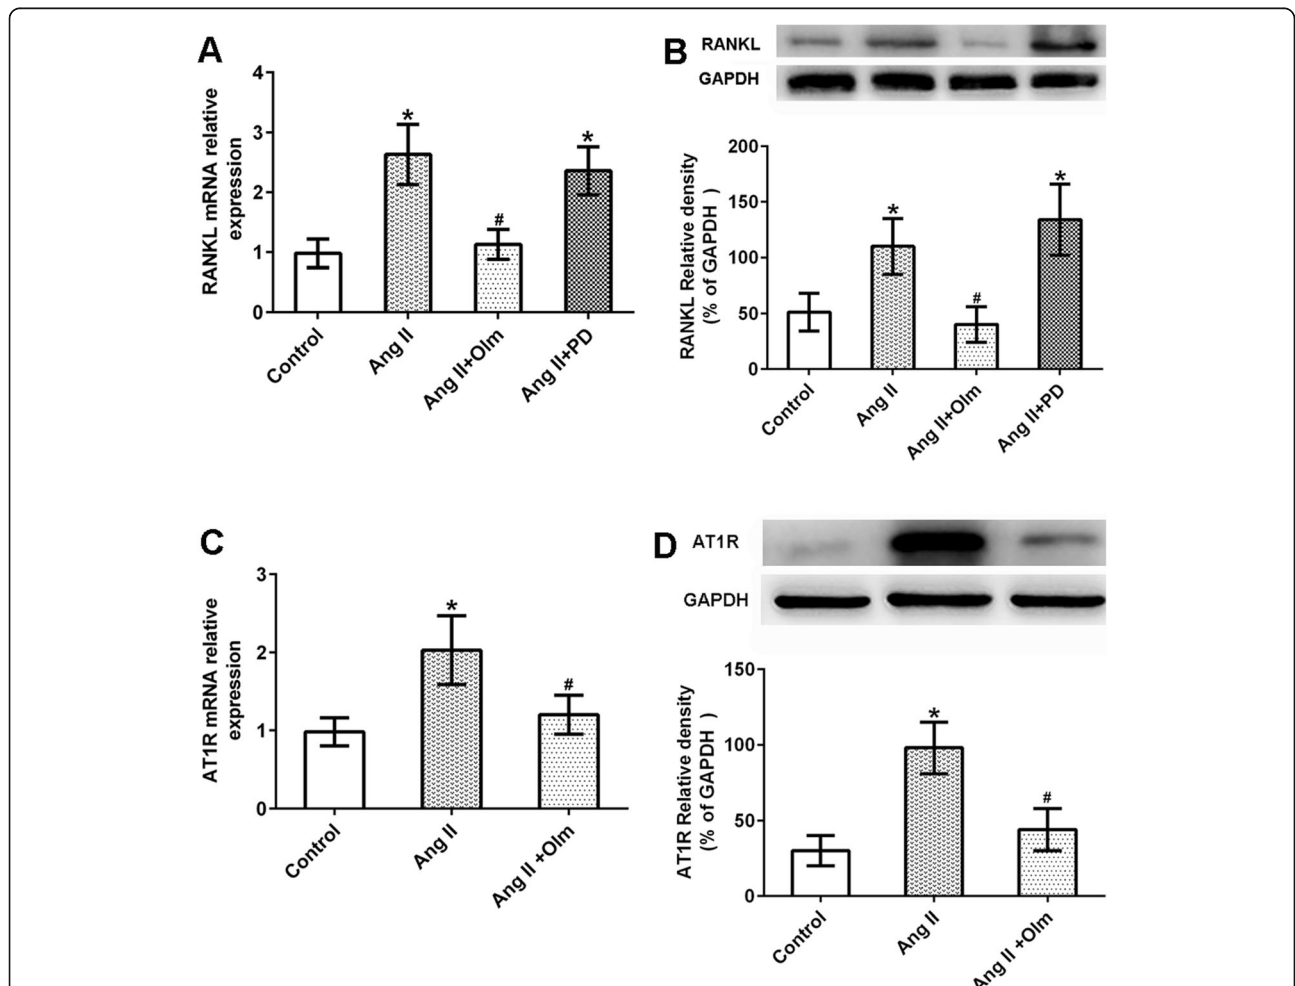 A
RANKL mRNA relative
expression
4
3
2
1
0
*
#
*
Control
Ang II
Ang II+Olm
Ang II+PD
B
RANKL
GAPDH
RANKL Relative density
(% of GAPDH )
200
150
100
50
0
*
#
*
Control
Ang II
Ang II+Olm
Ang II+PD
C
AT1R mRNA relative
expression
3
2
1
0
*
#
Control
Ang II
Ang II +Olm
D
AT1R
GAPDH
AT1R Relative density
(% of GAPDH )
150
100
50
0
*
#
Control
Ang II
Ang II +Olm